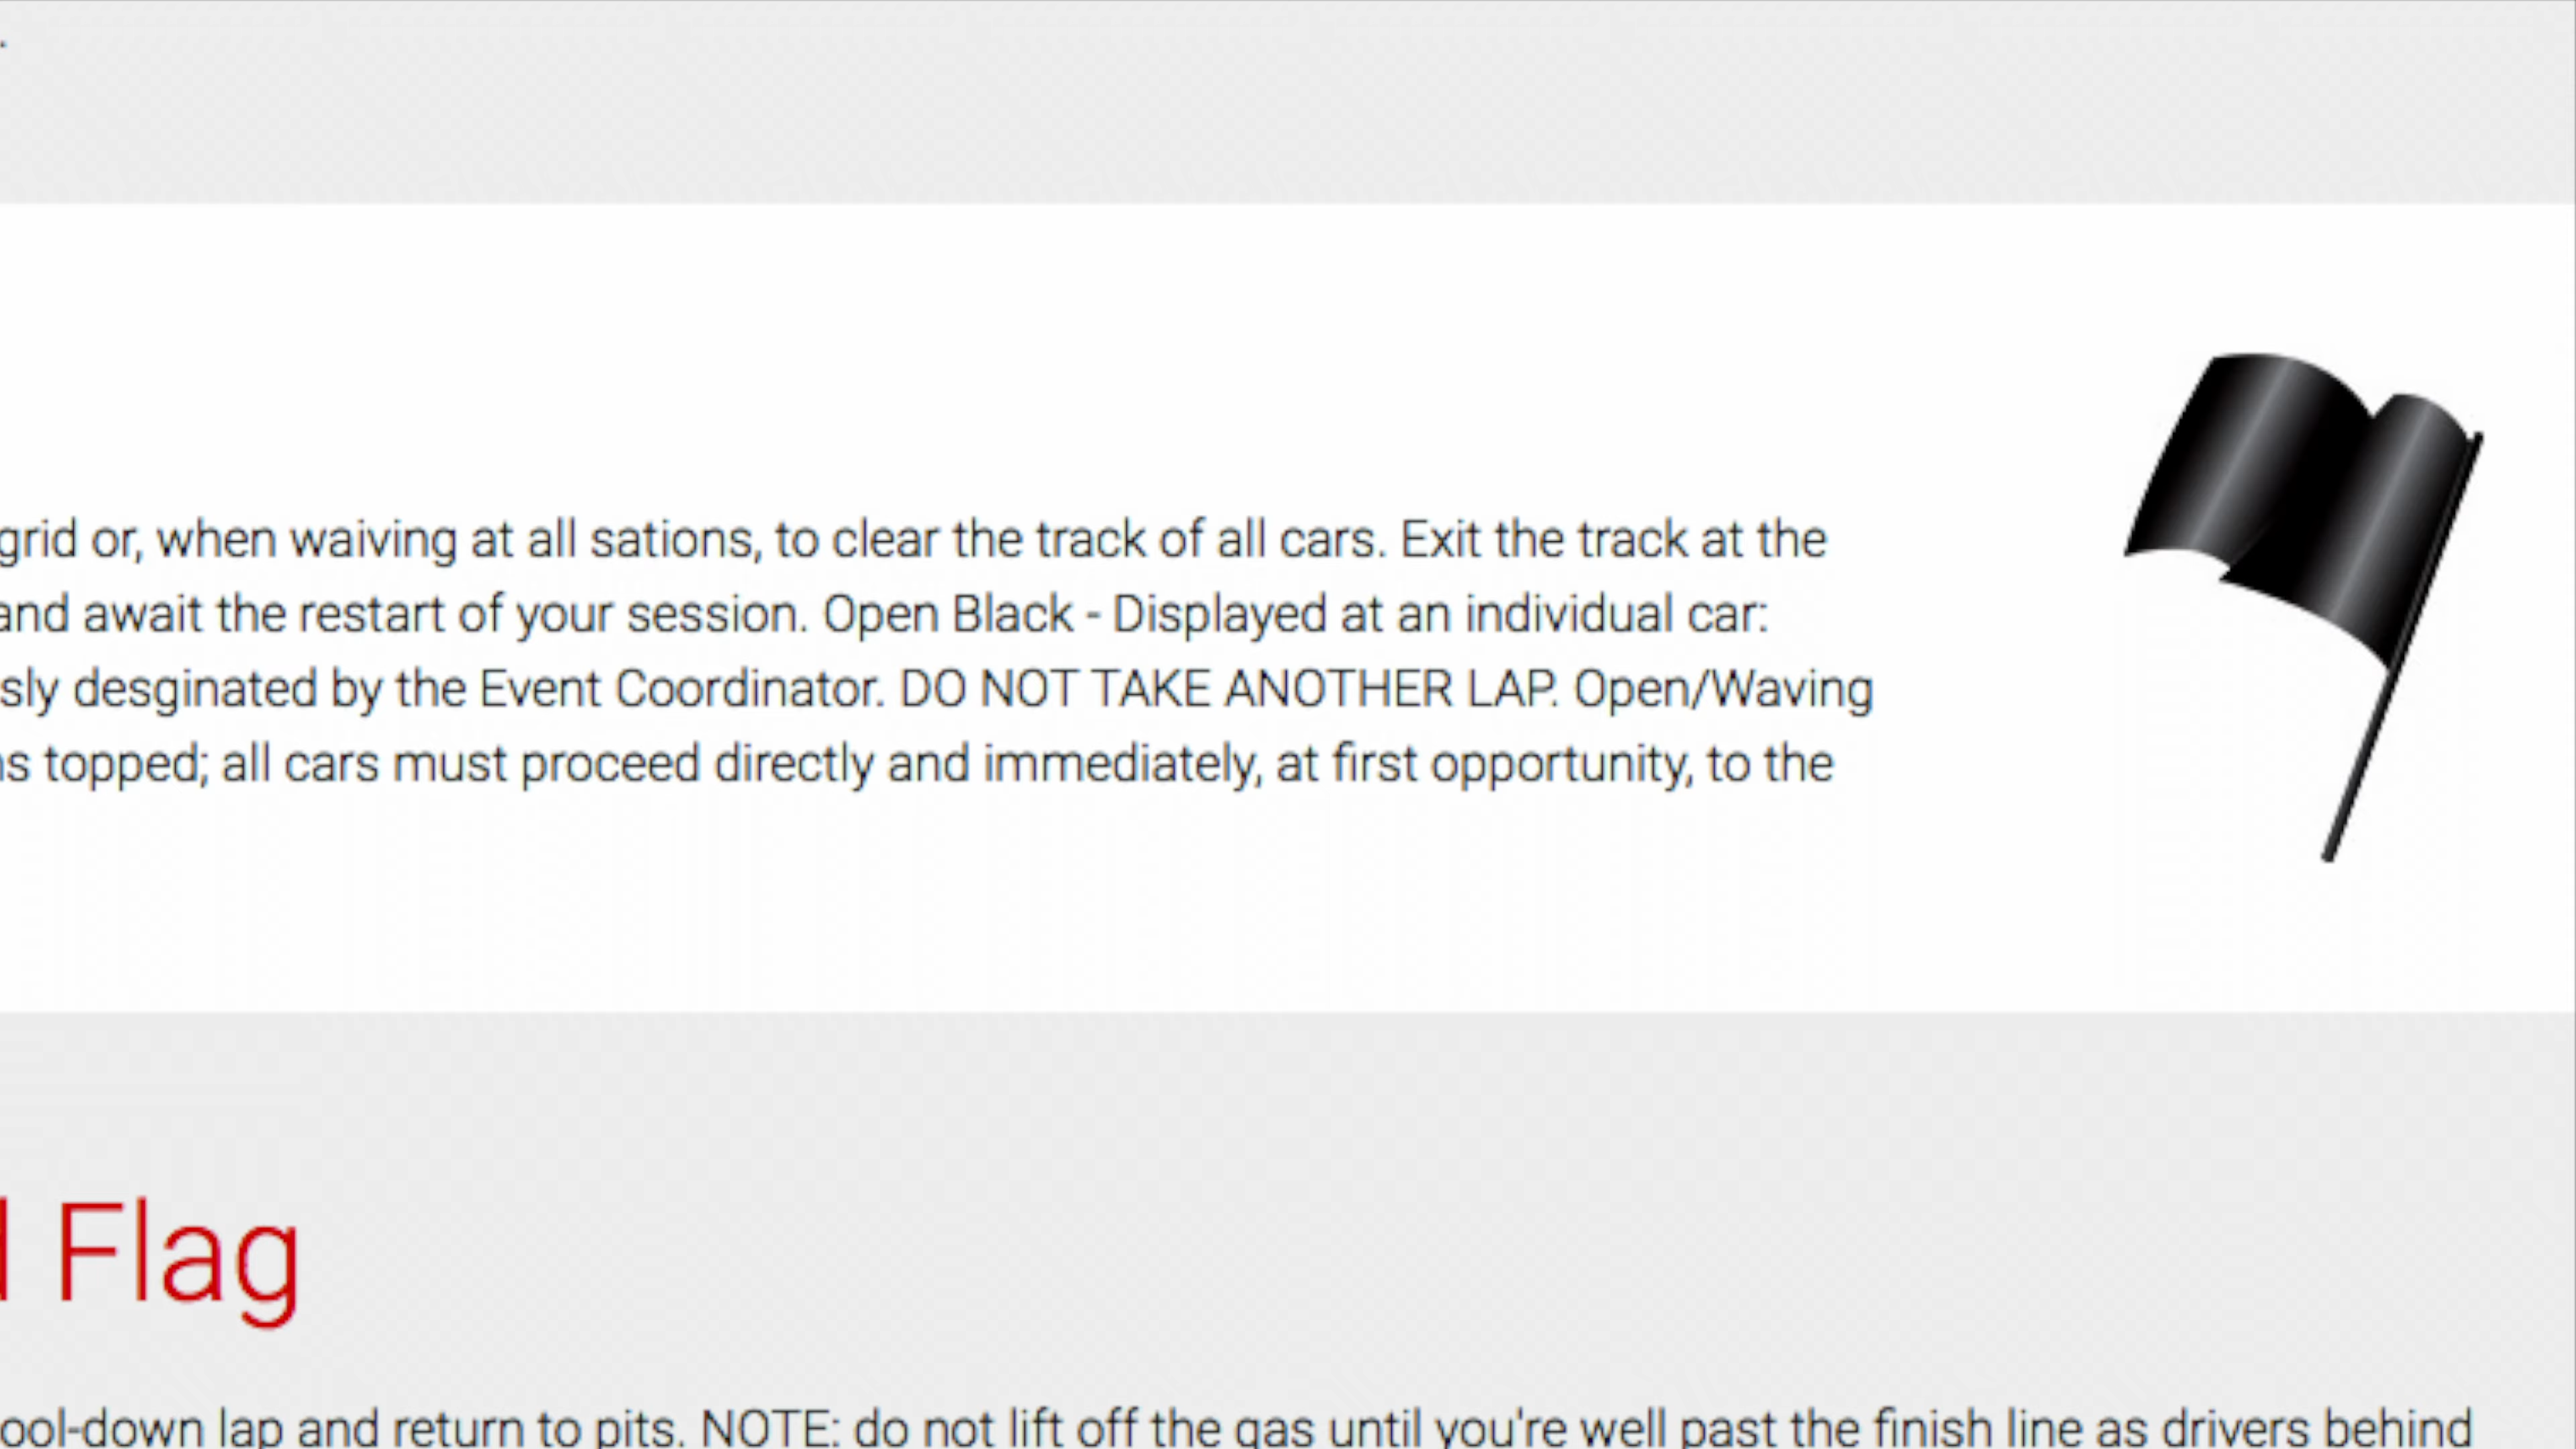 .
grid or, when waiving at all sations, to clear the track of all cars. Exit the track at the
and await the restart of your session. Open Black - Displayed at an individual car:
sly desginated by the Event Coordinator. DO NOT TAKE ANOTHER LAP. Open/Waving
s topped; all cars must proceed directly and immediately, at first opportunity, to the
Flag
ool-down lap and return to pits. NOTE: do not lift off the gas until you're well past the finish line as drivers behind